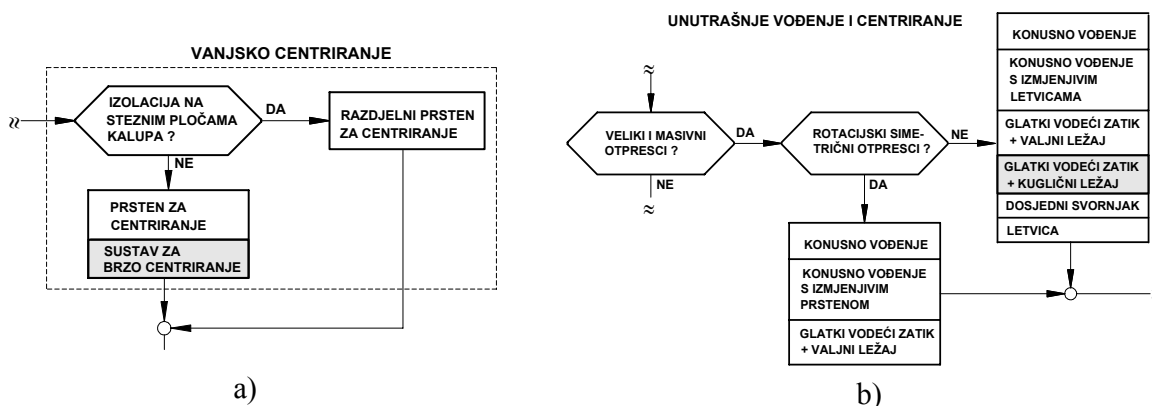 VANJSKO CENTRIRANJE
IZOLACIJA NA
STEZNIM PLOČAMA
KALUPA ?
DA
RAZDJELNI PRSTEN
ZA CENTRIRANJE
NE
PRSTEN ZA
CENTRIRANJE
SUSTAV ZA
BRZO CENTRIRANJE
a)
UNUTRAŠNJE VOĐENJE I CENTRIRANJE
VELIKI I MASIVNI
OTPRESCI ?
DA
NE
ROTACIJSKI SIME-
TRIČNI OTPRESCI ?
NE
DA
KONUSNO VOĐENJE
KONUSNO VOĐENJE
S IZMJENJIVIM
LETVICAMA
GLATKI VODEĆI ZATIK
+ VALJNI LEŽAJ
GLATKI VODEĆI ZATIK
+ KUGLIČNI LEŽAJ
DOSJEDNI SVORNJAK
LETVICA
KONUSNO VOĐENJE
KONUSNO VOĐENJE
S IZMJENJIVIM
PRSTENOM
GLATKI VODEĆI ZATIK
+ VALJNI LEŽAJ
b)